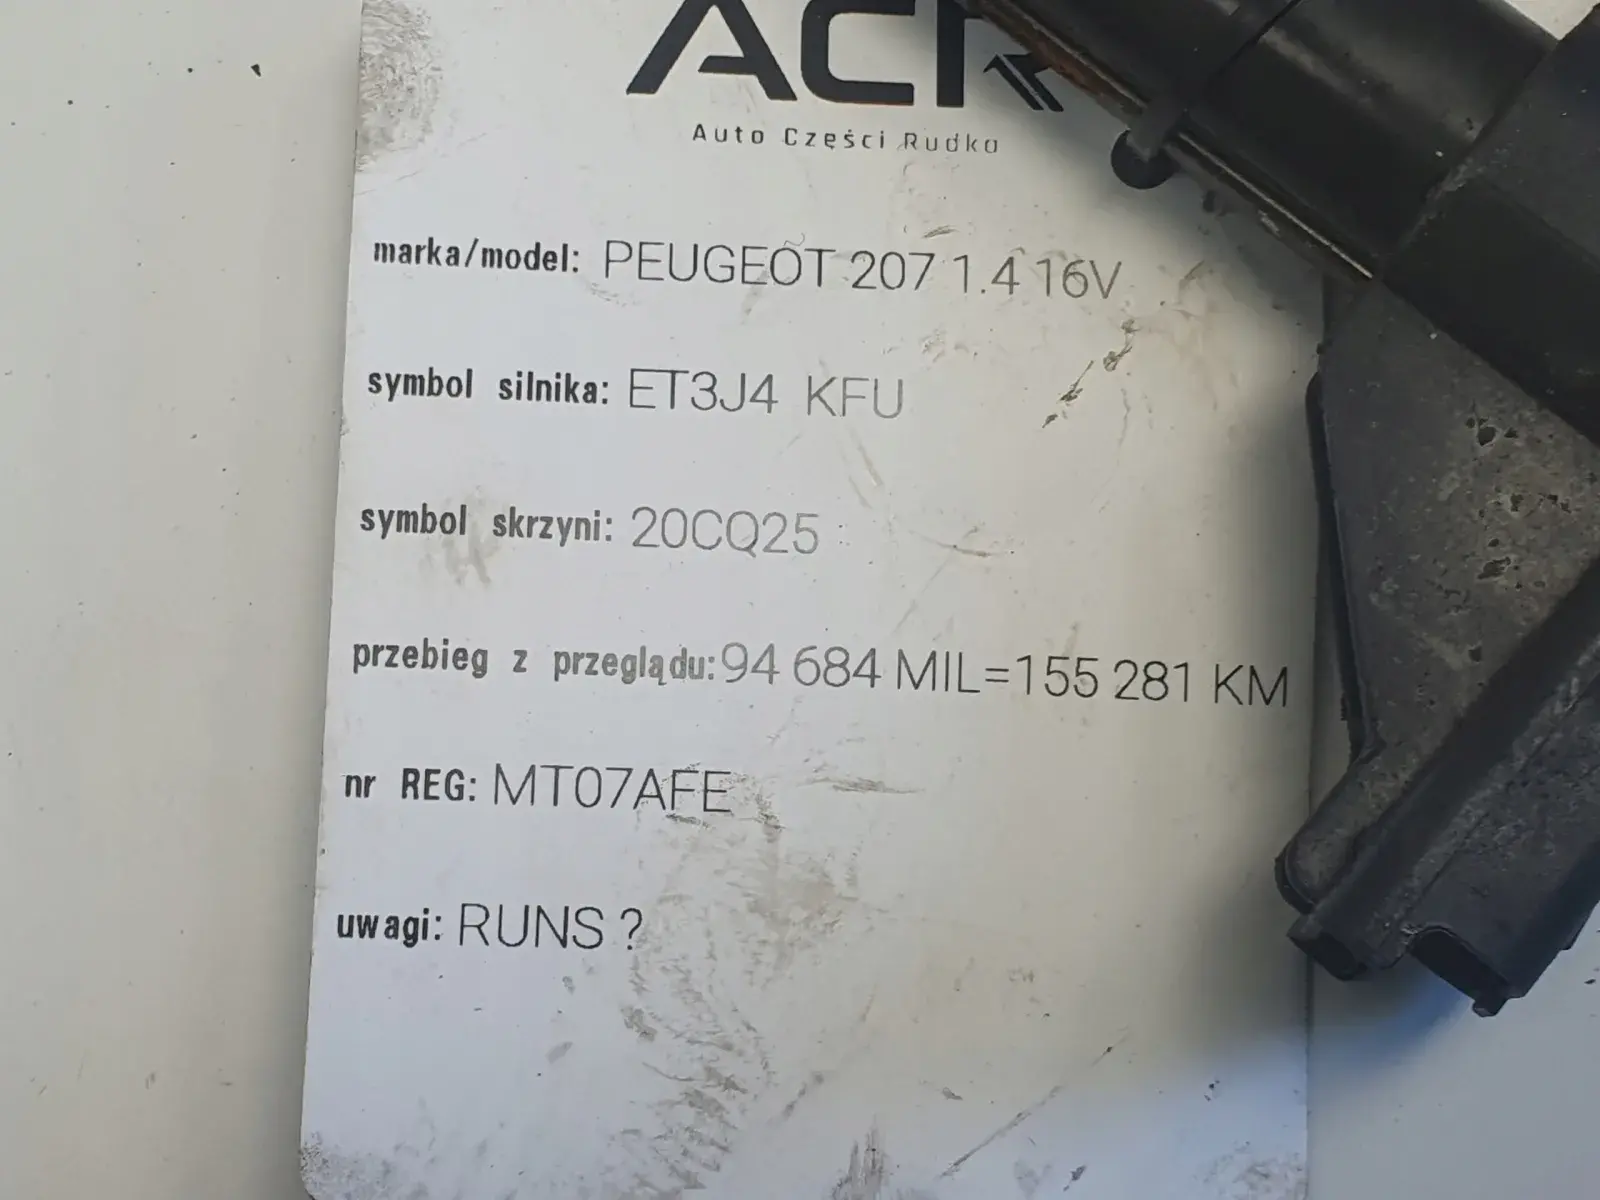 ACR
Auto Części Rudko
marka/model: PEUGEOT 207 1.4 16V
symbol silnika: ET3J4 KFU
symbol skrzyni: 20CQ25
przebieg z przeglądu: 94 684 MIL=155 281 KM
nr REG: MT07AFE
uwagi: RUNS ?